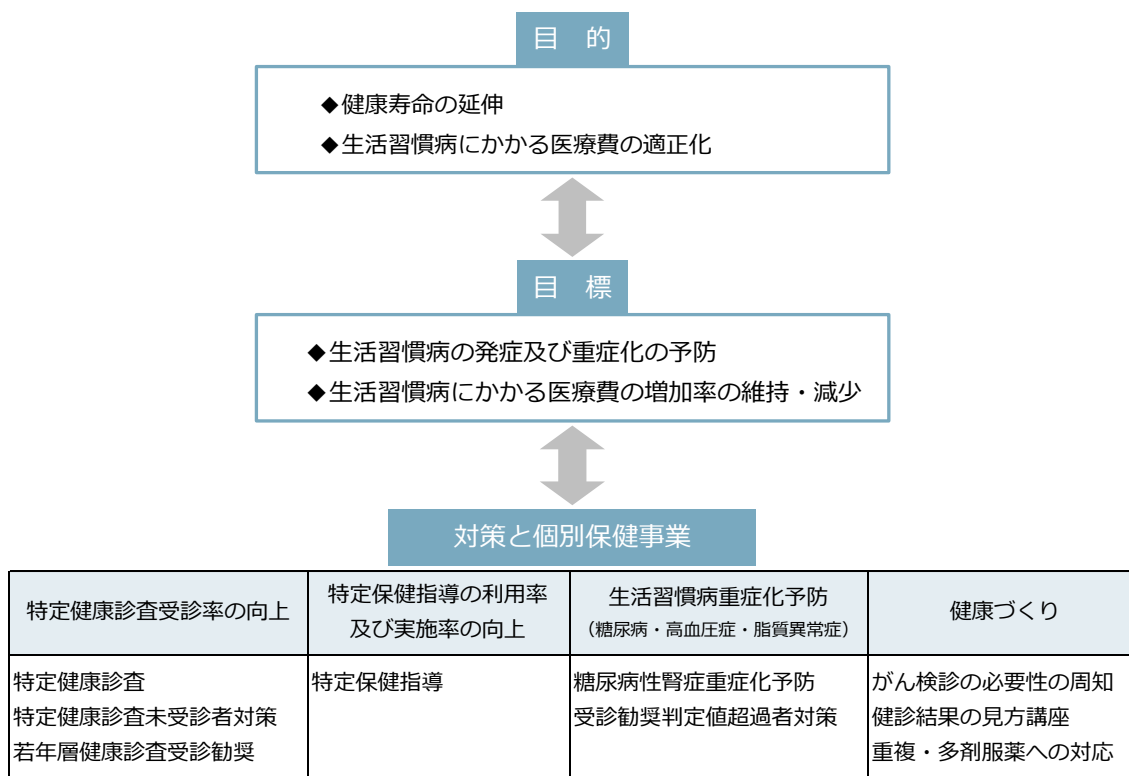 目 的
◆健康寿命の延伸
◆生活習慣病にかかる医療費の適正化
目 標
◆生活習慣病の発症及び重症化の予防
◆生活習慣病にかかる医療費の増加率の維持・減少
対策と個別保健事業
特定健康診査受診率の向上
特定保健指導の利用率
及び実施率の向上
生活習慣病重症化予防
（糖尿病・高血圧症・脂質異常症）
健康づくり
特定健康診査
特定健康診査未受診者対策
若年層健康診査受診勧奨
特定保健指導
糖尿病性腎症重症化予防
受診勧奨判定値超過者対策
がん検診の必要性の周知
健診結果の見方講座
重複・多剤服薬への対応